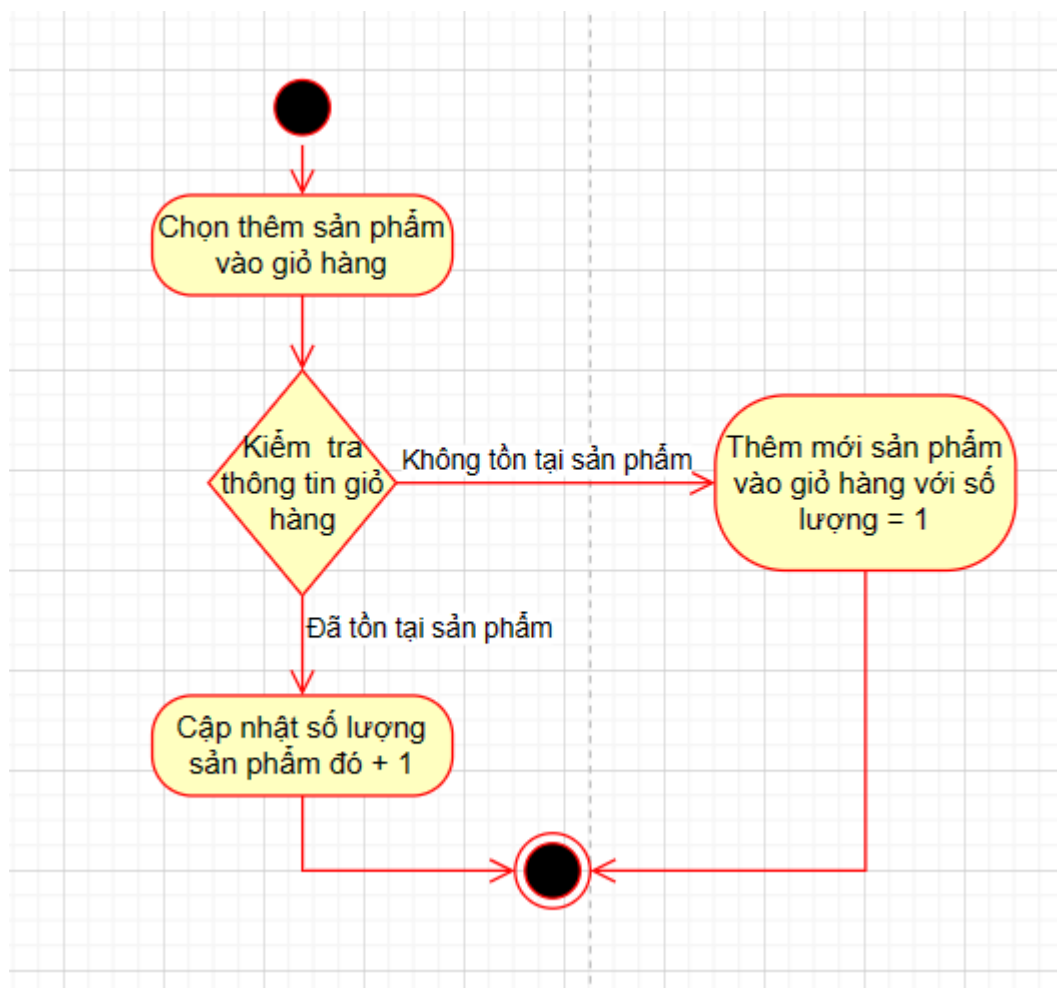 Chọn thêm sản phẩm
vào giỏ hàng
Kiểm tra
thông tin giỏ
hàng
Không tồn tại sản phẩm
Thêm mới sản phẩm
vào giỏ hàng với số
lượng = 1
Đã tồn tại sản phẩm
Cập nhật số lượng
sản phẩm đó + 1